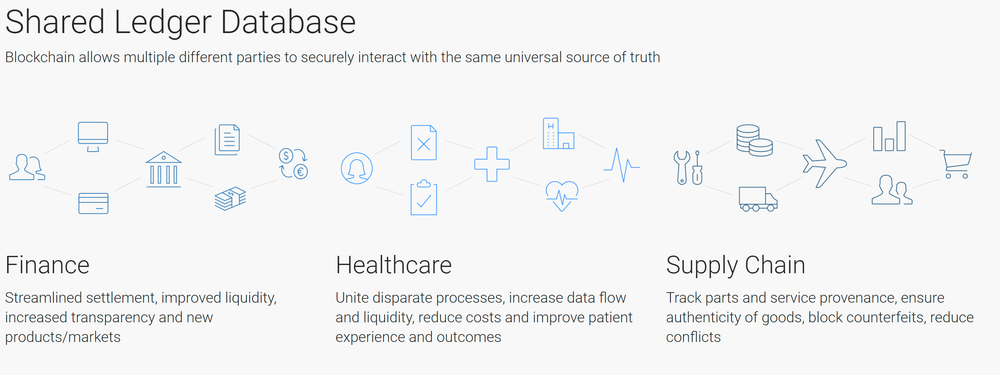 Shared Ledger Database
Blockchain allows multiple different parties to securely interact with the same universal source of truth
$
€
$
H
Finance
Streamlined settlement, improved liquidity,
increased transparency and new
products/markets
Healthcare
Unite disparate processes, increase data flow
and liquidity, reduce costs and improve patient
experience and outcomes
Supply Chain
Track parts and service provenance, ensure
authenticity of goods, block counterfeits, reduce
conflicts